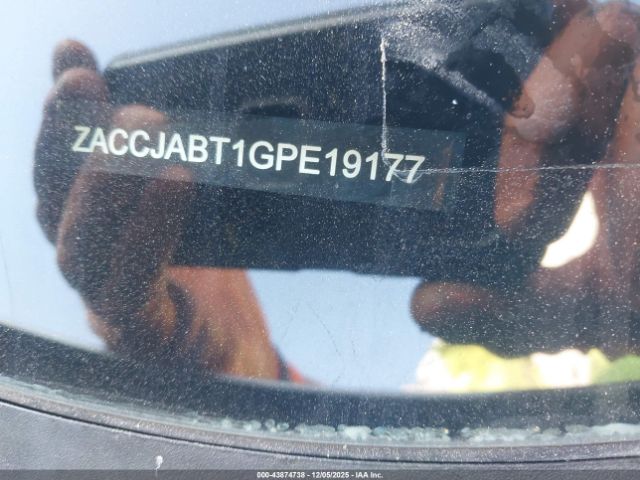 ZACCJABT1GPE19177
000-43874738 - 12/05/2025 - IAA Inc.